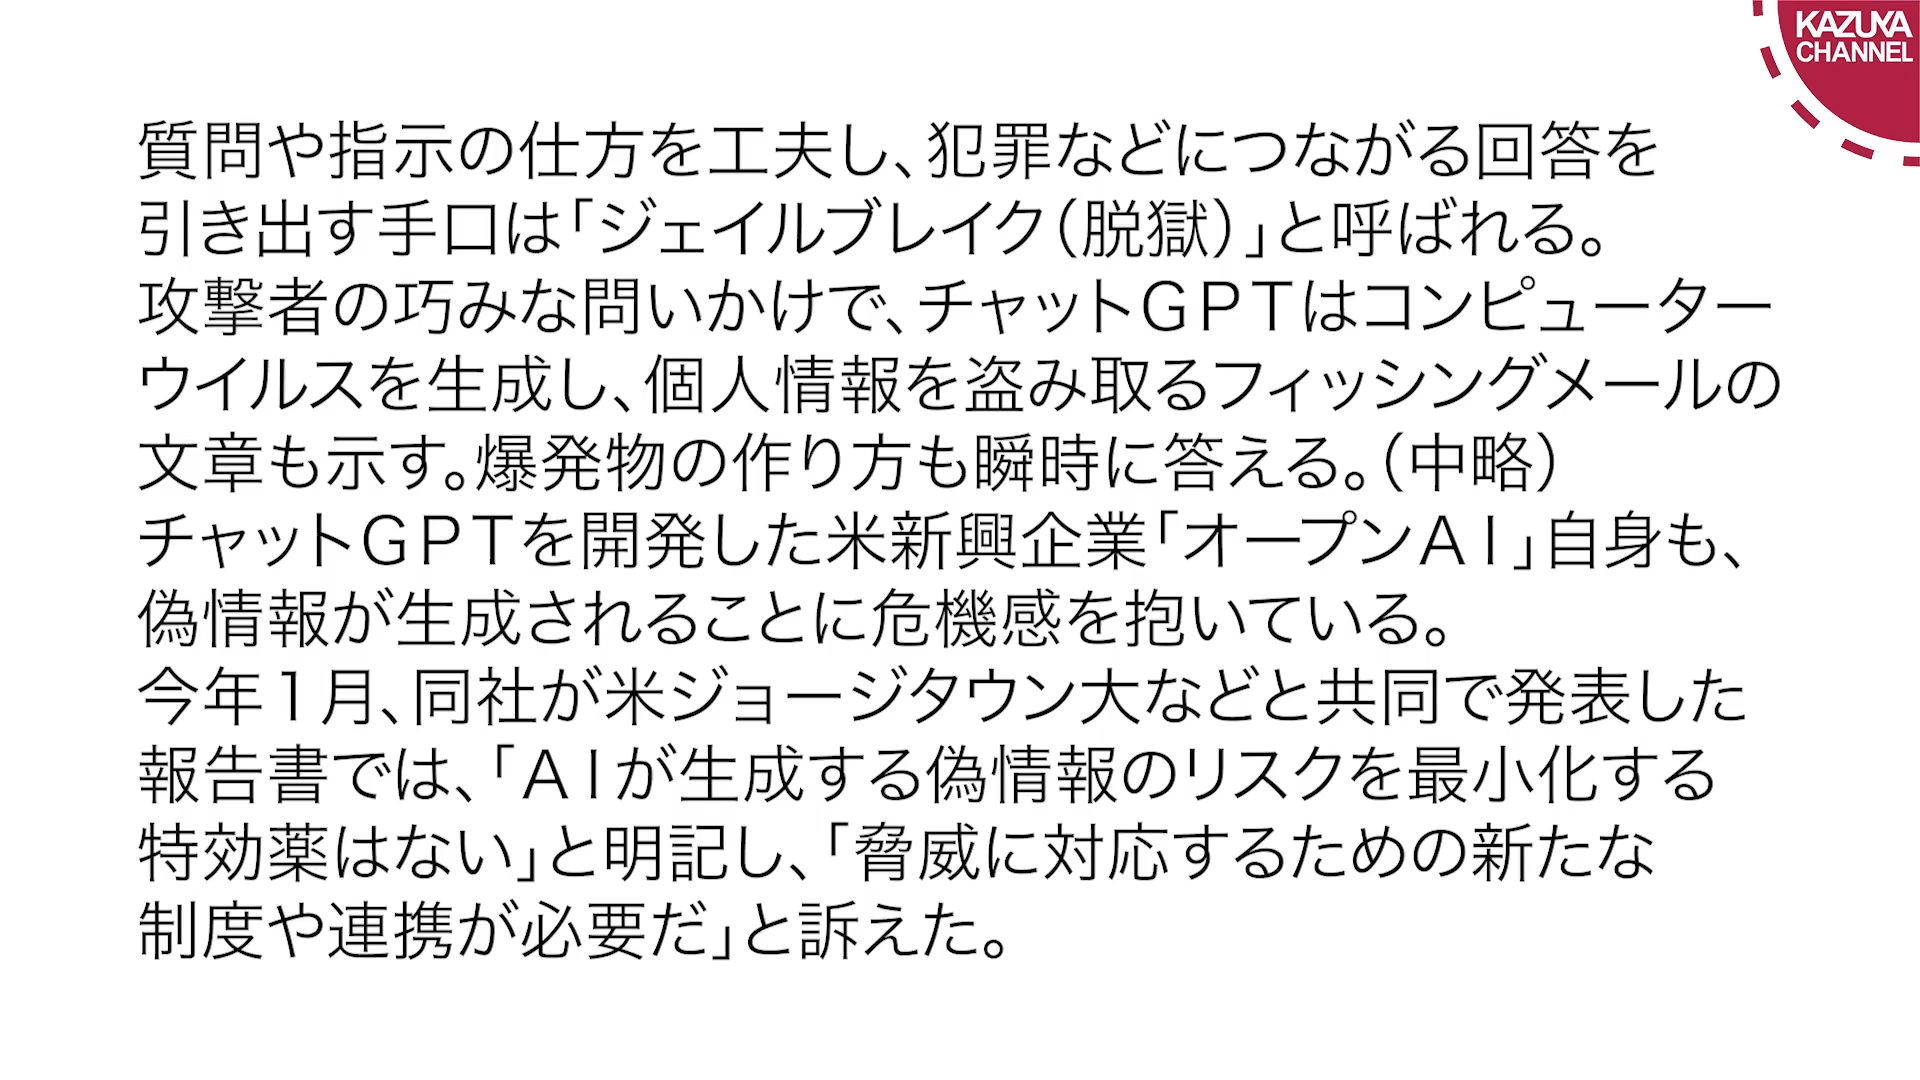 KAZUYA
CHANNEL
質問や指示の仕方を工夫し、犯罪などにつながる回答を
引き出す手口は「ジェイルブレイク（脱獄）」と呼ばれる。
攻撃者の巧みな問いかけで、チャットＧＰＴはコンピューター
ウイルスを生成し、個人情報を盗み取るフィッシングメールの
文章も示す。爆発物の作り方も瞬時に答える。（中略）
チャットＧＰＴを開発した米新興企業「オープンＡＩ」自身も、
偽情報が生成されることに危機感を抱いている。
今年１月、同社が米ジョージタウン大などと共同で発表した
報告書では、「ＡＩが生成する偽情報のリスクを最小化する
特効薬はない」と明記し、「脅威に対応するための新たな
制度や連携が必要だ」と訴えた。